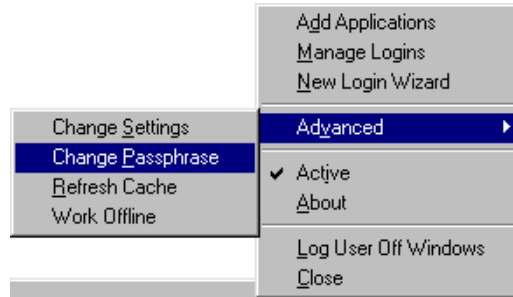 Add Applications
Manage Logins
New Login Wizard
Advanced
Change Settings
Change Passphrase
Refresh Cache
Work Offline
Active
About
Log User Off Windows
Close